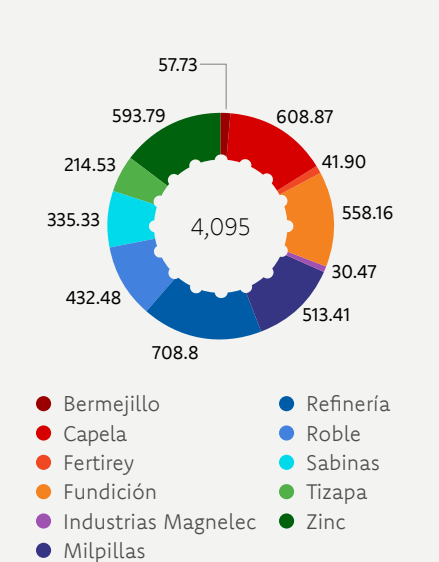 57.73
593.79
608.87
214.53
41.90
335.33
4,095
558.16
30.47
432.48
513.41
708.8
Bermejillo
Capela
Fertirey
Fundición
Industrias Magnelec
Milpillas
Refinería
Roble
Sabinas
Tizapa
Zinc